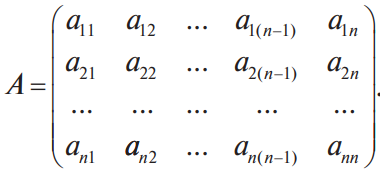 a₁₁ a₁₂ ... a₁₍ₙ₋₁₎ a₁ₙ
a₂₁ a₂₂ ... a₂₍ₙ₋₁₎ a₂ₙ
A = ... ... ... ... ... .
aₙ₁ aₙ₂ ... aₙ₍ₙ₋₁₎ aₙₙ